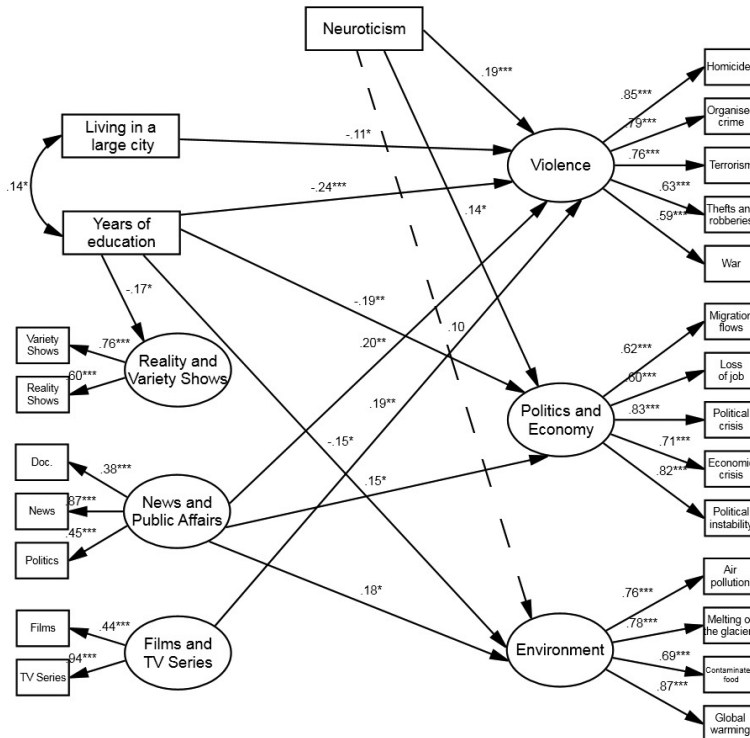 Neuroticism
.19***
Homicide
.85***
Organise
crime
.79***
Living in a
large city
-.11*
Violence
.76***
Terrorism
.14*
-.24***
.63***
Thefts and
robberies
Years of
education
.14*
.59***
War
-.17*
-.19**
Migration
flows
Variety
Shows
.76***
.20**
.10
.62***
Reality and
Variety Shows
Loss
of job
.60***
Reality
Shows
.60***
.19**
Politics and
Economy
.83***
Political
crisis
-.15*
.71***
Economic
crisis
Doc.
.38***
.82***
News
.87***
News and
Public Affairs
.15*
Political
instability
.45***
Politics
Air
pollution
.18*
.76***
Films
.44***
.78***
Melting of
the glacier
Films and
TV Series
Environment
.69***
Contaminate
food
TV Series
.94***
.87***
Global
warming